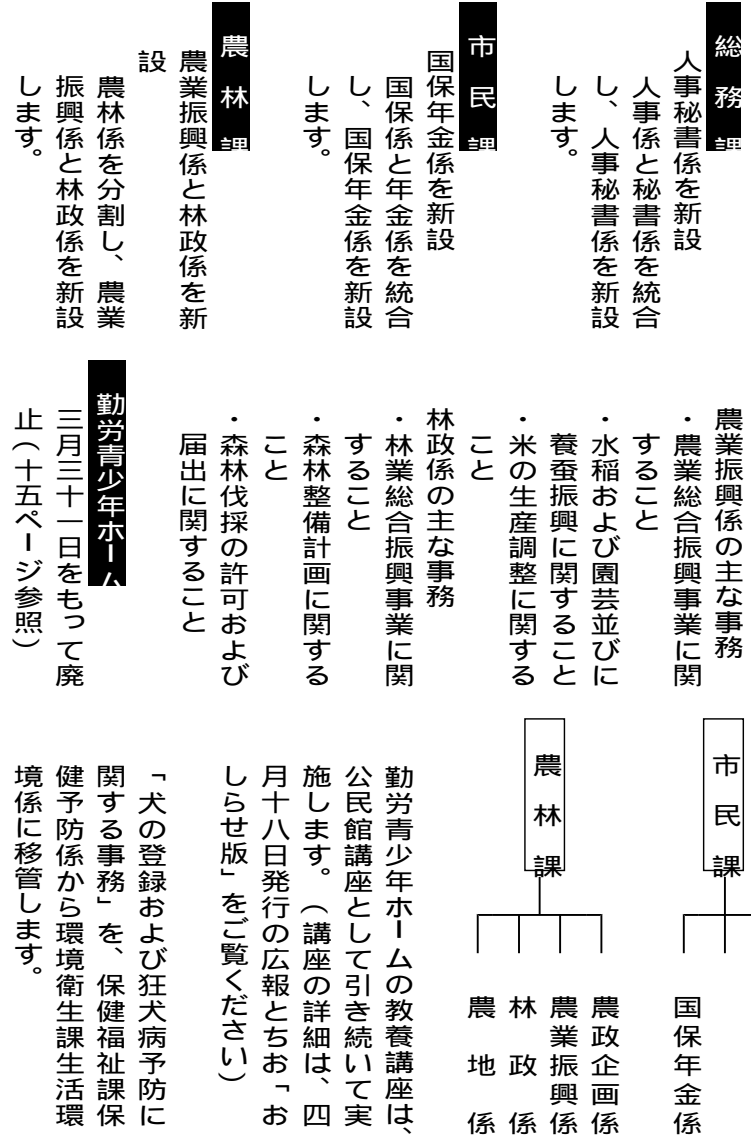 総務課
人事秘書係を新設
人事係と秘書係を統合
し、人事秘書係を新設
します。
市民課
国保年金係を新設
国保係と年金係を統合
し、国保年金係を新設
します。
農林課
農業振興係と林政係を新
設
農林係を分割し、農業
振興係と林政係を新設
します。
農業振興係の主な事務
・農業総合振興事業に関
すること
・水稲および園芸並びに
養蚕振興に関すること
・米の生産調整に関する
こと
林政係の主な事務
・林業総合振興事業に関
すること
・森林整備計画に関する
こと
・森林伐採の許可および
届出に関すること
勤労青少年ホーム
三月三十一日をもって廃
止(十五ページ参照)
市民課
国保年金係
農林課
農政企画係
農業振興係
林政係
農地係
勤労青少年ホームの教養講座は、
公民館講座として引き続いて実
施します。(講座の詳細は、四
月十八日発行の広報とちお「お
しらせ版」をご覧ください)
「犬の登録および狂犬病予防に
関する事務」を、保健福祉課保
健予防係から環境衛生課生活環
境係に移管します。